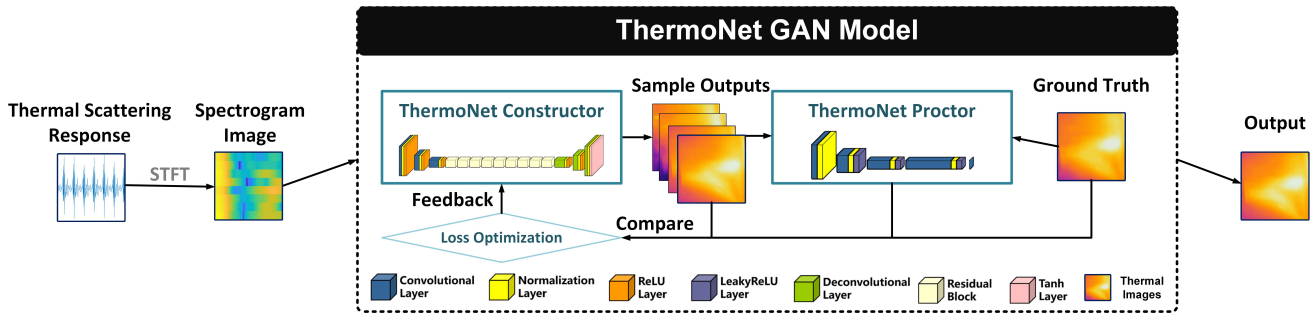 ThermoNet GAN Model
Thermal Scattering
Response
STFT
Spectrogram
Image
ThermoNet Constructor
Sample Outputs
ThermoNet Proctor
Ground Truth
Output
Feedback
Loss Optimization
Compare
Convolutional
Layer
Normalization
Layer
ReLU
Layer
LeakyReLU
Layer
Deconvolutional
Layer
Residual
Block
Tanh
Layer
Thermal
Images